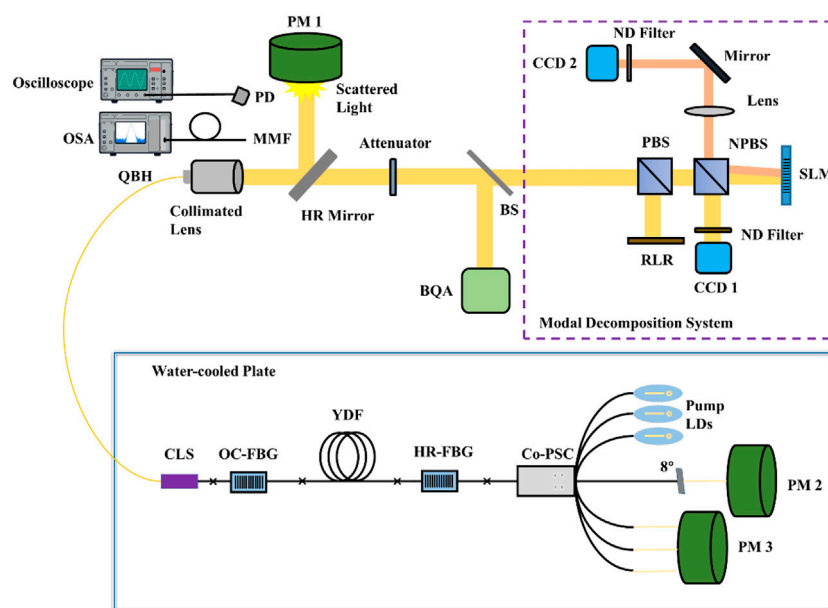 PM 1
ND Filter
Mirror
CCD 2
Oscilloscope
PD
Scattered
Light
Lens
OSA
MMF
Attenuator
PBS
NPBS
QBH
SLM
Collimated
Lens
HR Mirror
BS
ND Filter
RLR
BQA
CCD 1
Modal Decomposition System
Water-cooled Plate
YDF
Pump
LDs
CLS
OC-FBG
HR-FBG
Co-PSC
8°
PM 2
PM 3